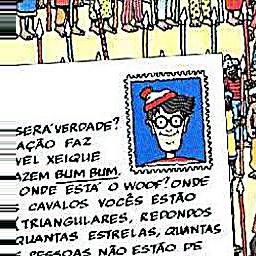 SERÁ VERDADE?
AÇÃO FAZ
VEL XEIQUE
AZEM BUM BUM,
ONDE ESTÁ O WOOF? ONDE
CAVALOS VOCÊS ESTÃO
(TRIANGULARES, REDONDOS
QUANTAS ESTRELAS, QUANTAS
PESSOAS NÃO ESTÃO DE